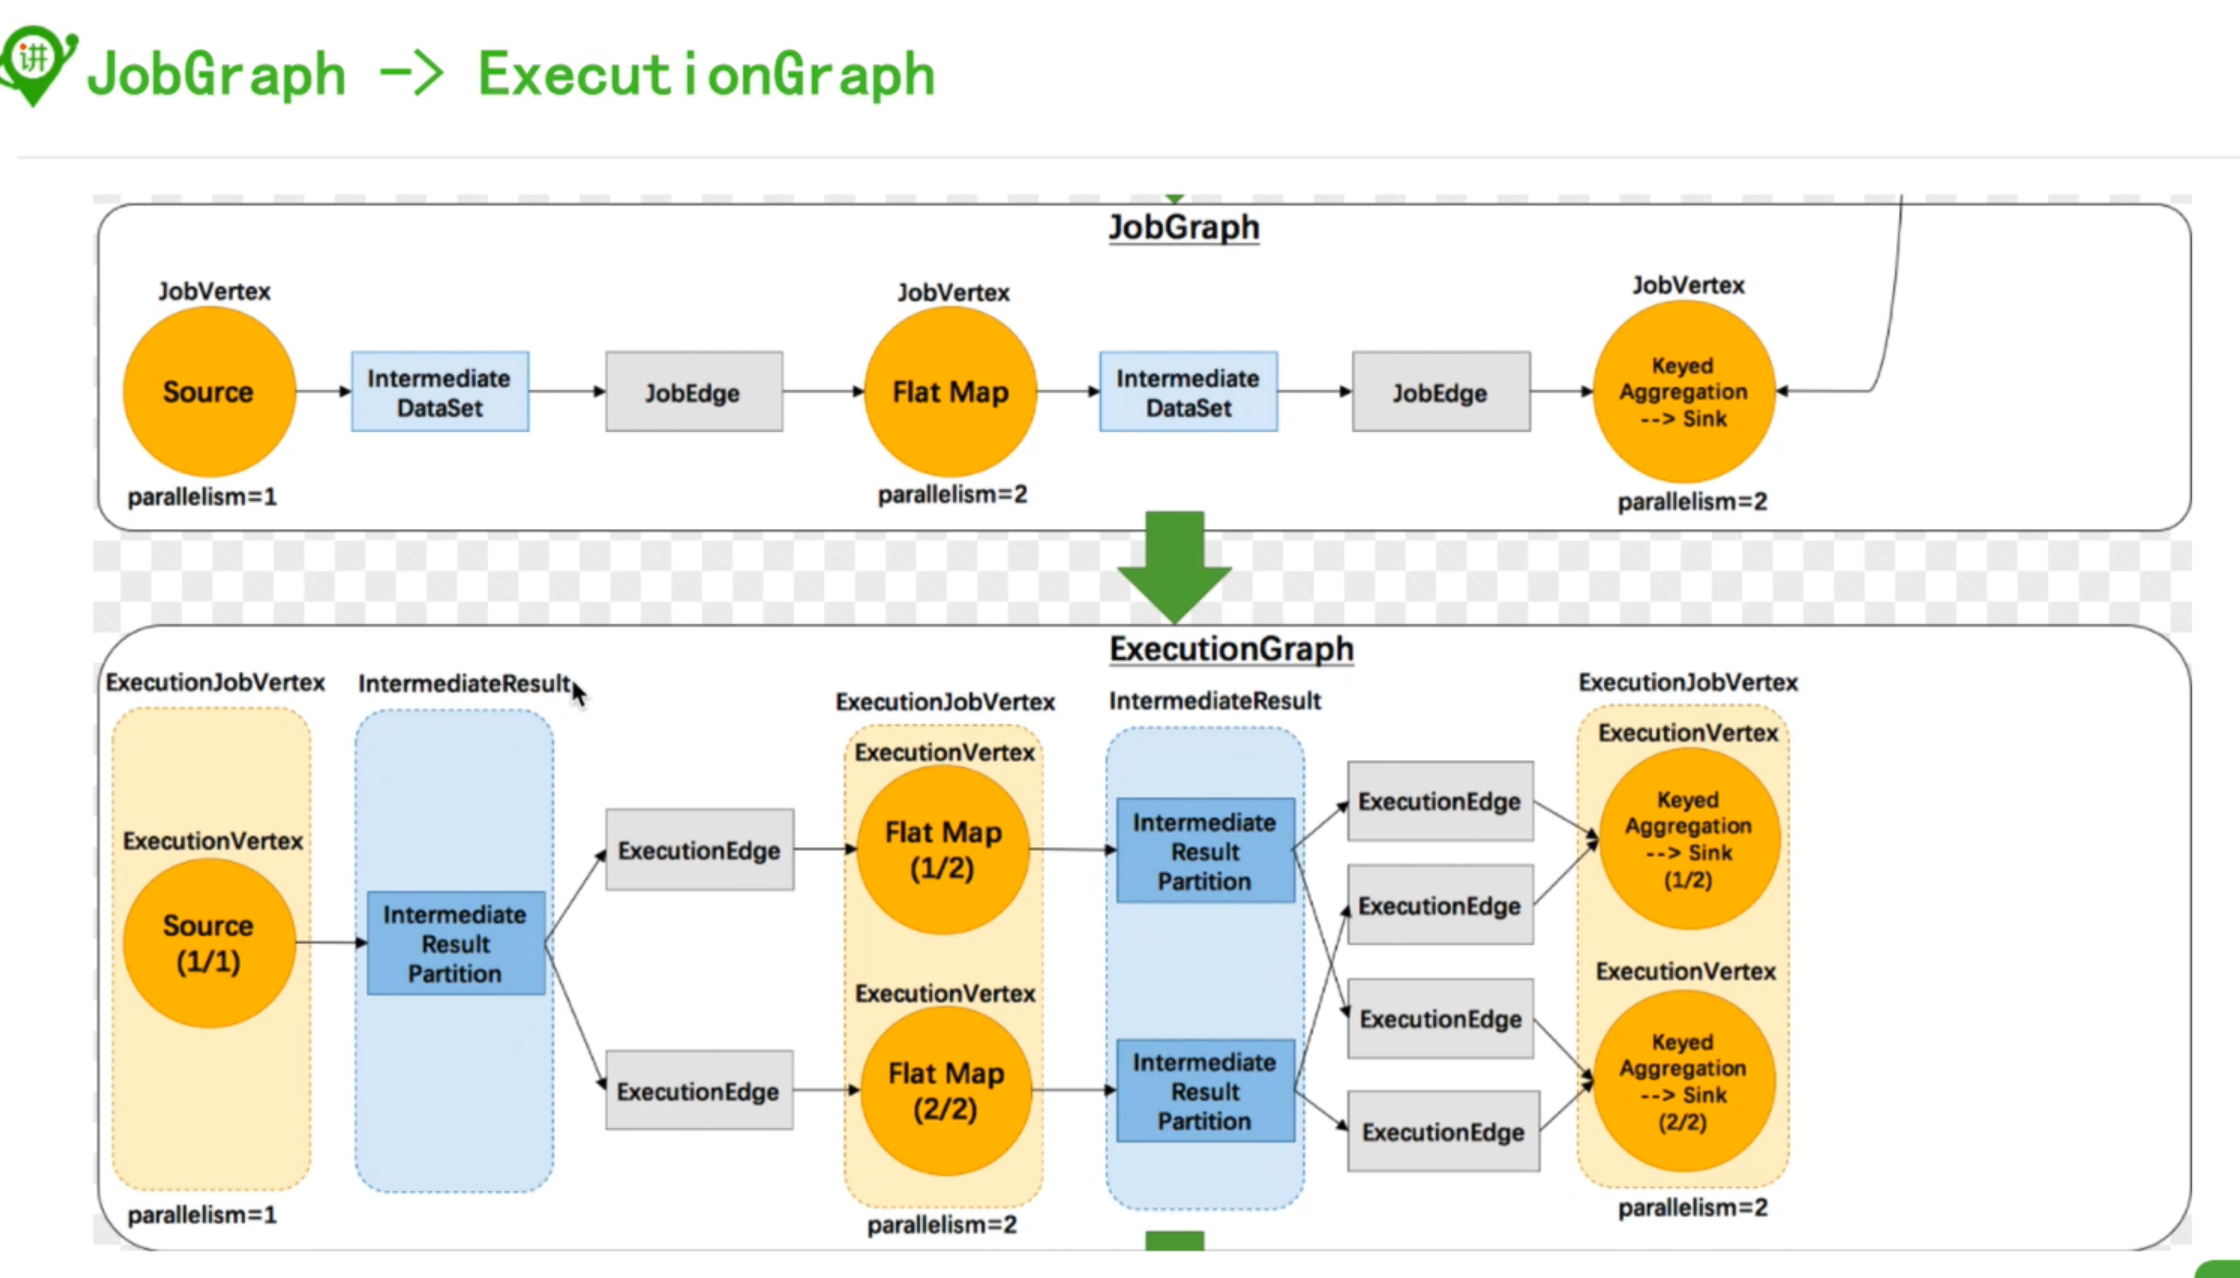 讲
JobGraph -> ExecutionGraph
JobGraph
JobVertex
JobVertex
JobVertex
Source
Intermediate
DataSet
JobEdge
Flat Map
Intermediate
DataSet
JobEdge
Keyed
Aggregation
--> Sink
parallelism=1
parallelism=2
parallelism=2
ExecutionGraph
ExecutionJobVertex
IntermediateResult
ExecutionJobVertex
IntermediateResult
ExecutionJobVertex
ExecutionVertex
Source
(1/1)
Intermediate
Result
Partition
ExecutionEdge
ExecutionEdge
ExecutionVertex
Flat Map
(1/2)
ExecutionVertex
Flat Map
(2/2)
Intermediate
Result
Partition
Intermediate
Result
Partition
ExecutionEdge
ExecutionEdge
ExecutionEdge
ExecutionEdge
ExecutionVertex
Keyed
Aggregation
--> Sink
(1/2)
ExecutionVertex
Keyed
Aggregation
--> Sink
(2/2)
parallelism=1
parallelism=2
parallelism=2